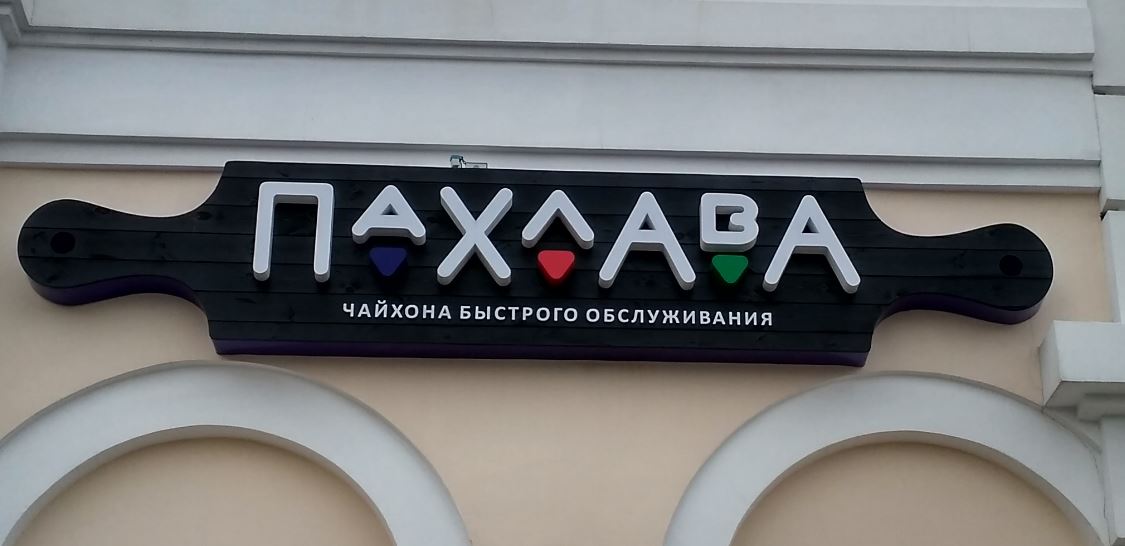 ПАХЛАВА
ЧАЙХОНА БЫСТРОГО ОБСЛУЖИВАНИЯ